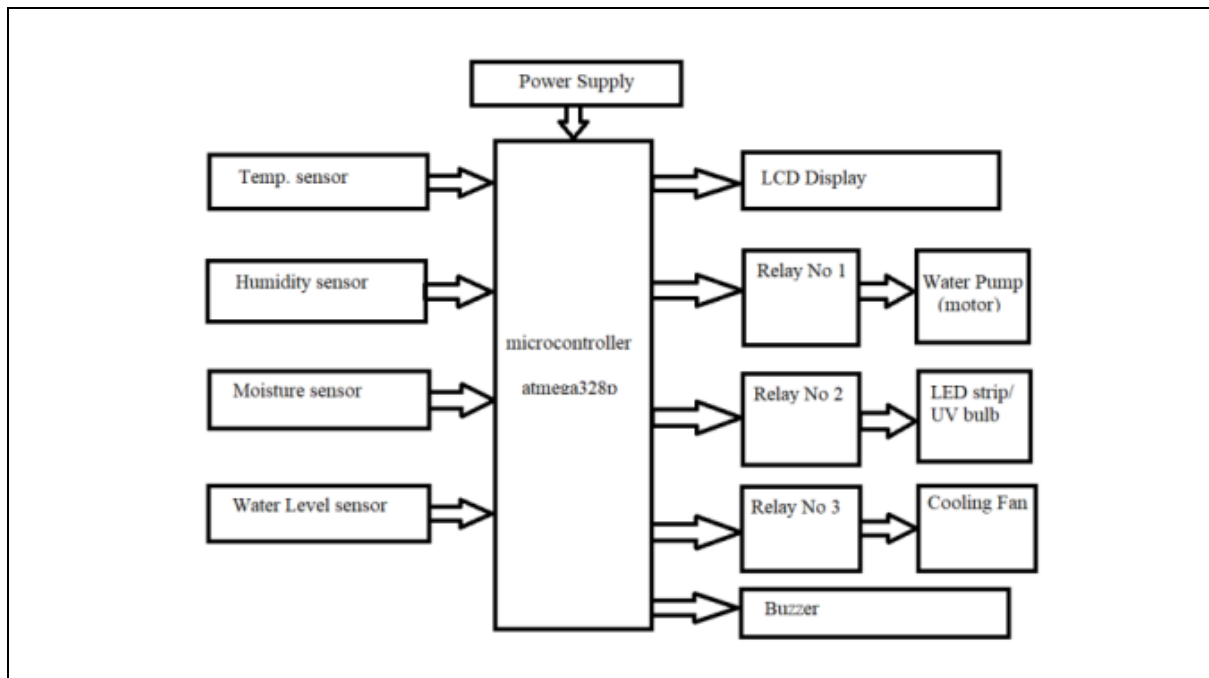 Power Supply
Temp. sensor
LCD Display
Humidity sensor
Relay No 1
Water Pump
(motor)
microcontroller
atmega328p
Moisture sensor
Relay No 2
LED strip/
UV bulb
Water Level sensor
Relay No 3
Cooling Fan
Buzzer